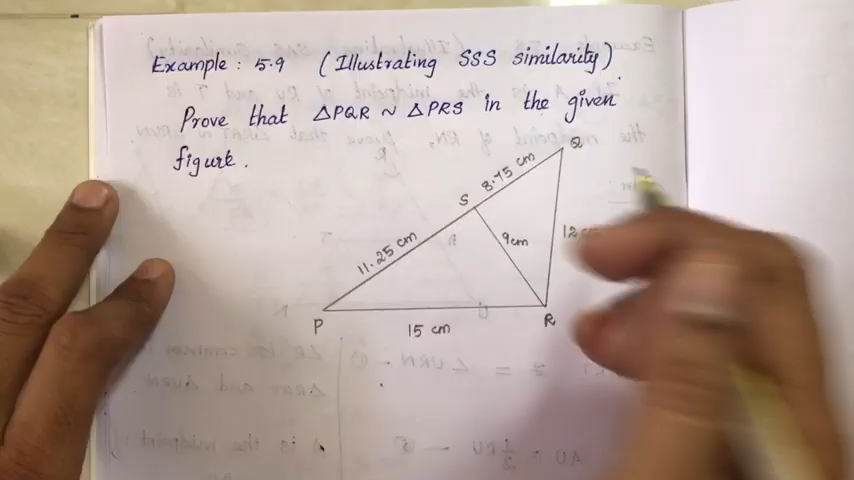 Example : 5.9 (Illustrating SSS similarity).
Prove that △PQR ~ △PRS in the given
figure.
Q
8.75 cm
S
11.25 cm
9cm
12
P
15 cm
R